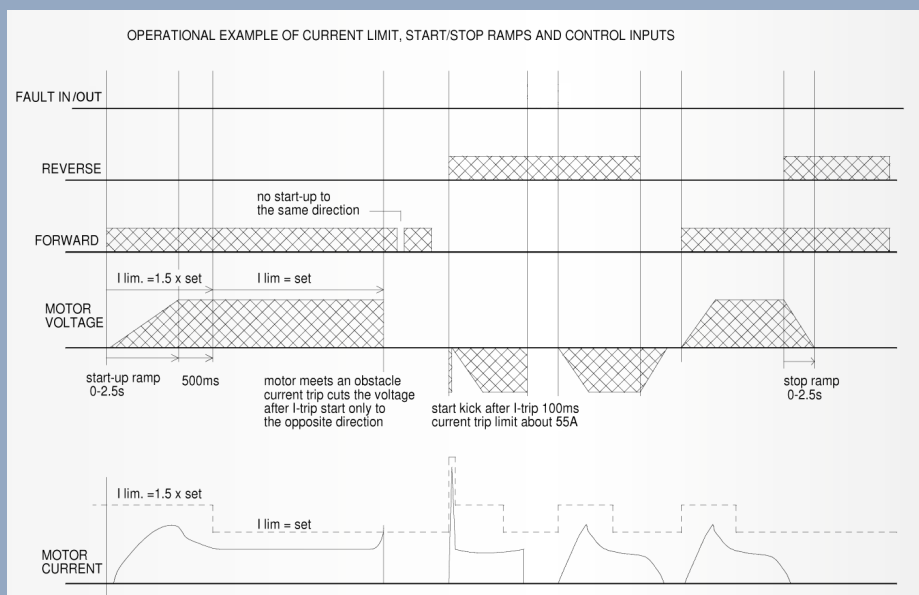 OPERATIONAL EXAMPLE OF CURRENT LIMIT, START/STOP RAMPS AND CONTROL INPUTS
FAULT IN/OUT
REVERSE
no start-up to
the same direction
FORWARD
I lim. =1.5 x set
I lim = set
MOTOR
VOLTAGE
start-up ramp
0-2.5s
500ms
motor meets an obstacle
current trip cuts the voltage
after I-trip start only to
the opposite direction
start kick after I-trip 100ms
current trip limit about 55A
stop ramp
0-2.5s
I lim. =1.5 x set
I lim = set
MOTOR
CURRENT